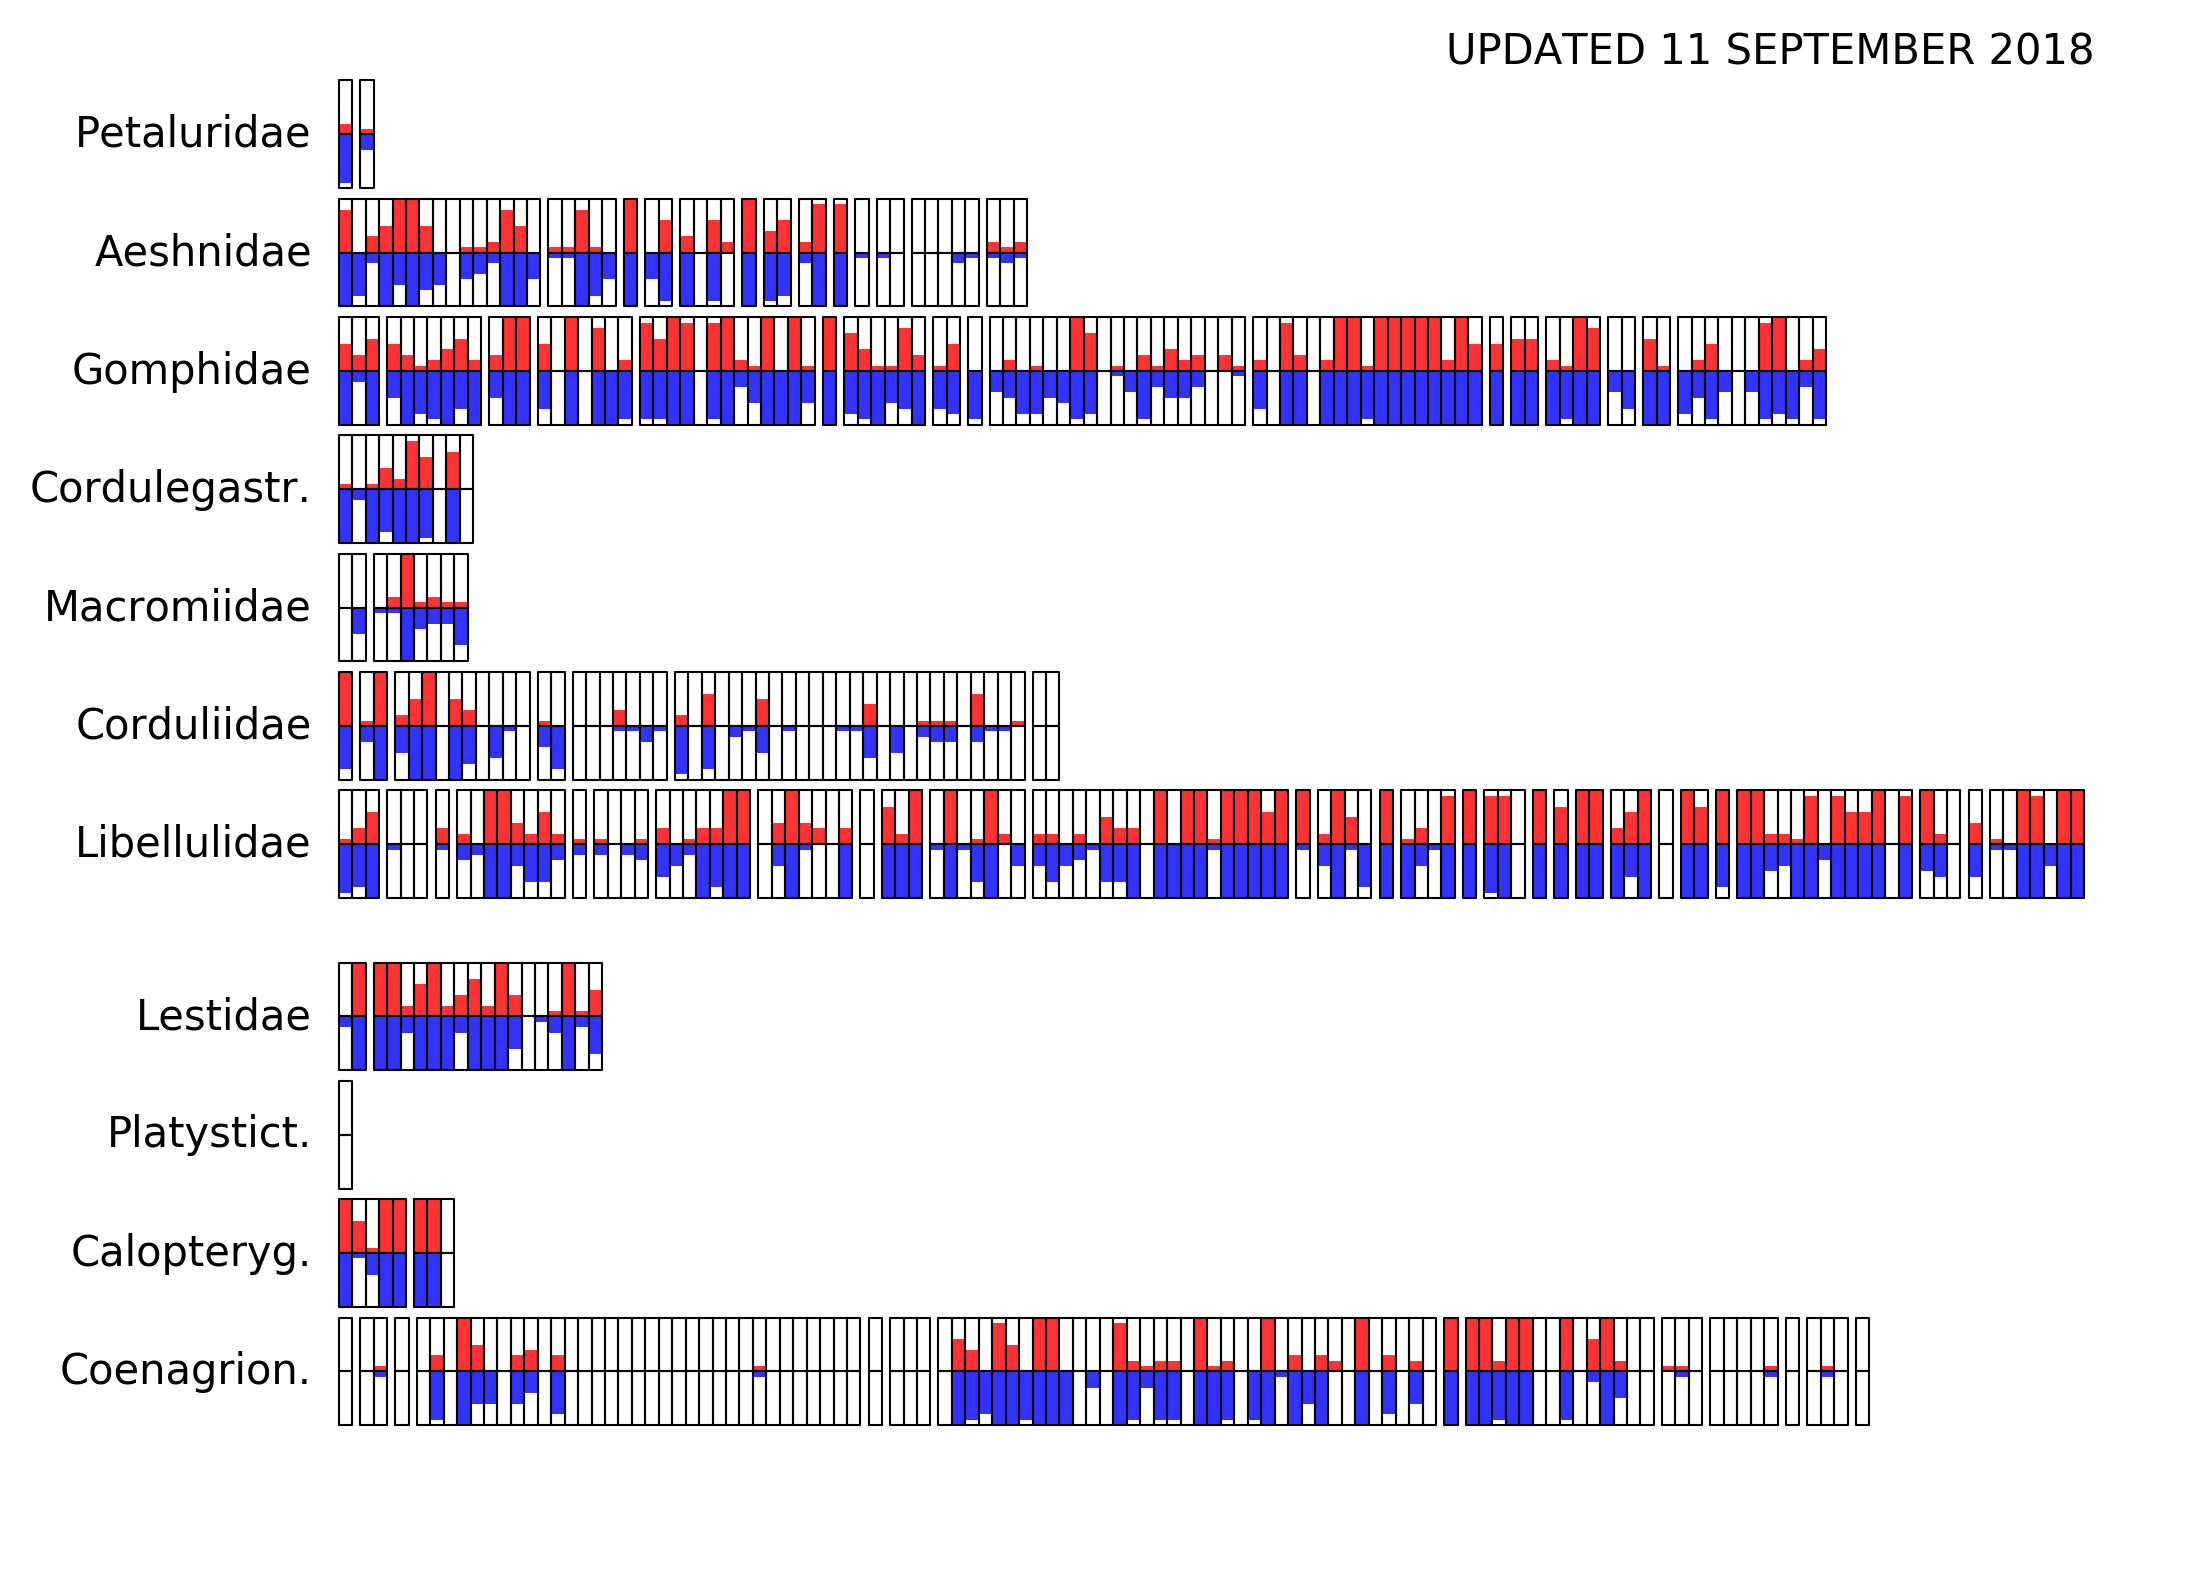 UPDATED 11 SEPTEMBER 2018
Petaluridae
Aeshnidae
Gomphidae
Cordulegastr.
Macromiidae
Corduliidae
Libellulidae
Lestidae
Platystict.
Calopteryg.
Coenagrion.